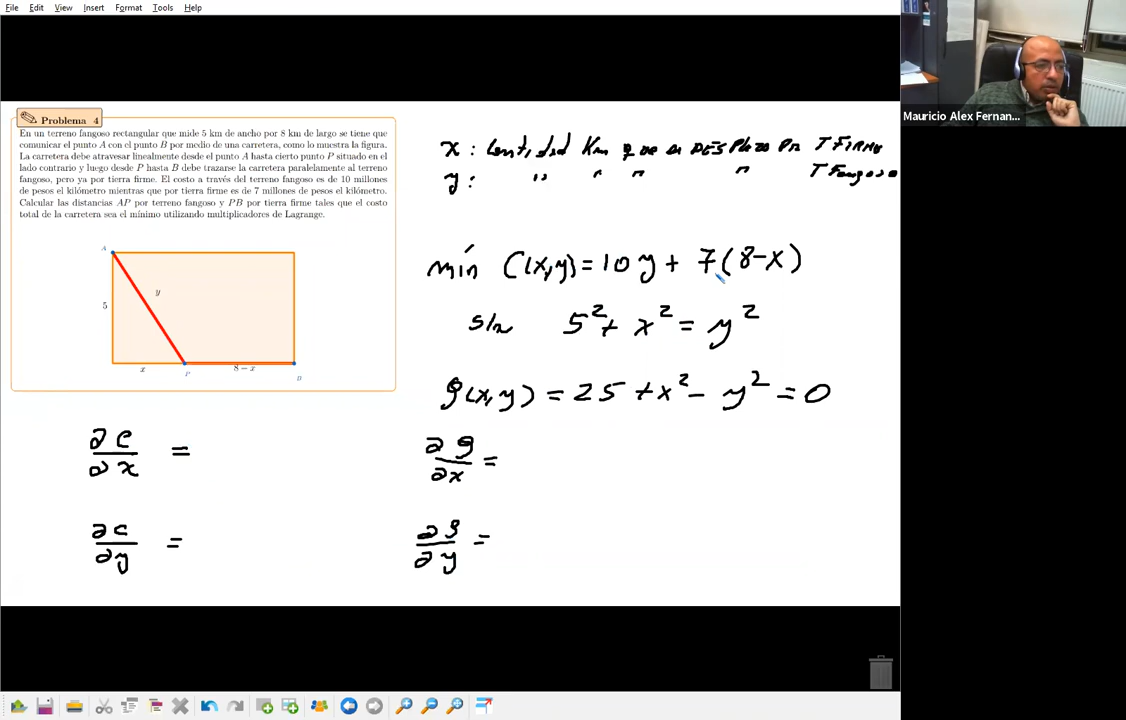 File Edit View Insert Format Tools Help
Mauricio Alex Fernan...
Problema 4
En un terreno fangoso rectangular que mide 5 km de ancho por 8 km de largo se tiene que
comunicar el punto A con el punto B por medio de una carretera, como lo muestra la figura.
La carretera debe atravesar linealmente desde el punto A hasta cierto punto P situado en el
lado contrario y luego desde P hasta B debe trazarse la carretera paralelamente al terreno
fangoso, pero ya por tierra firme. El costo a través del terreno fangoso es de 10 millones
de pesos el kilómetro mientras que por tierra firme es de 7 millones de pesos el kilómetro.
Calcular las distancias AP por terreno fangoso y PB por tierra firme tales que el costo
total de la carretera sea el mínimo utilizando multiplicadores de Lagrange.
A
y
5
x
P
8 − x
B
x : Cantidad Km que se DESPlazo Por T FIRME
y : " " " " T Fangoso
mín C(x,y) = 10y + 7(8-x)
s/a 5² + x² = y²
g(x,y) = 25 + x² - y² = 0
∂C/∂x =
∂g/∂x =
∂C/∂y =
∂g/∂y =